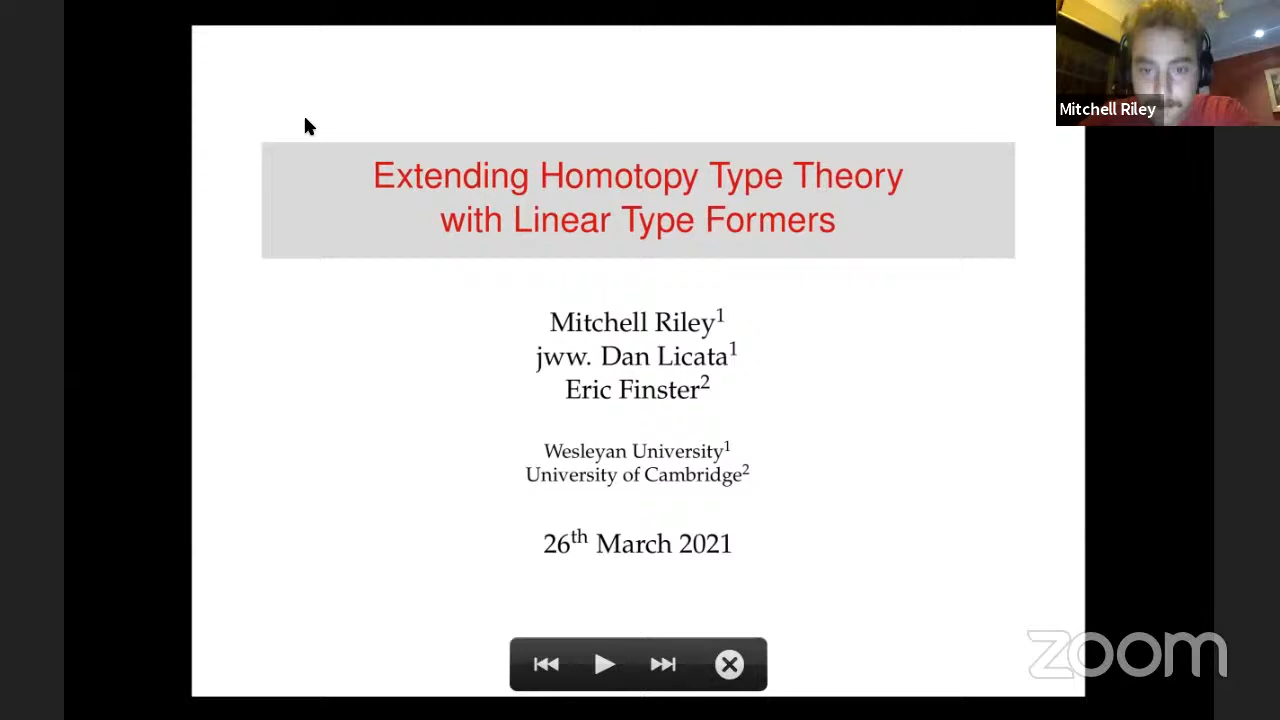 Mitchell Riley
Extending Homotopy Type Theory
with Linear Type Formers
Mitchell Riley¹
jww. Dan Licata¹
Eric Finster²
Wesleyan University¹
University of Cambridge²
26ᵗʰ March 2021
zoom